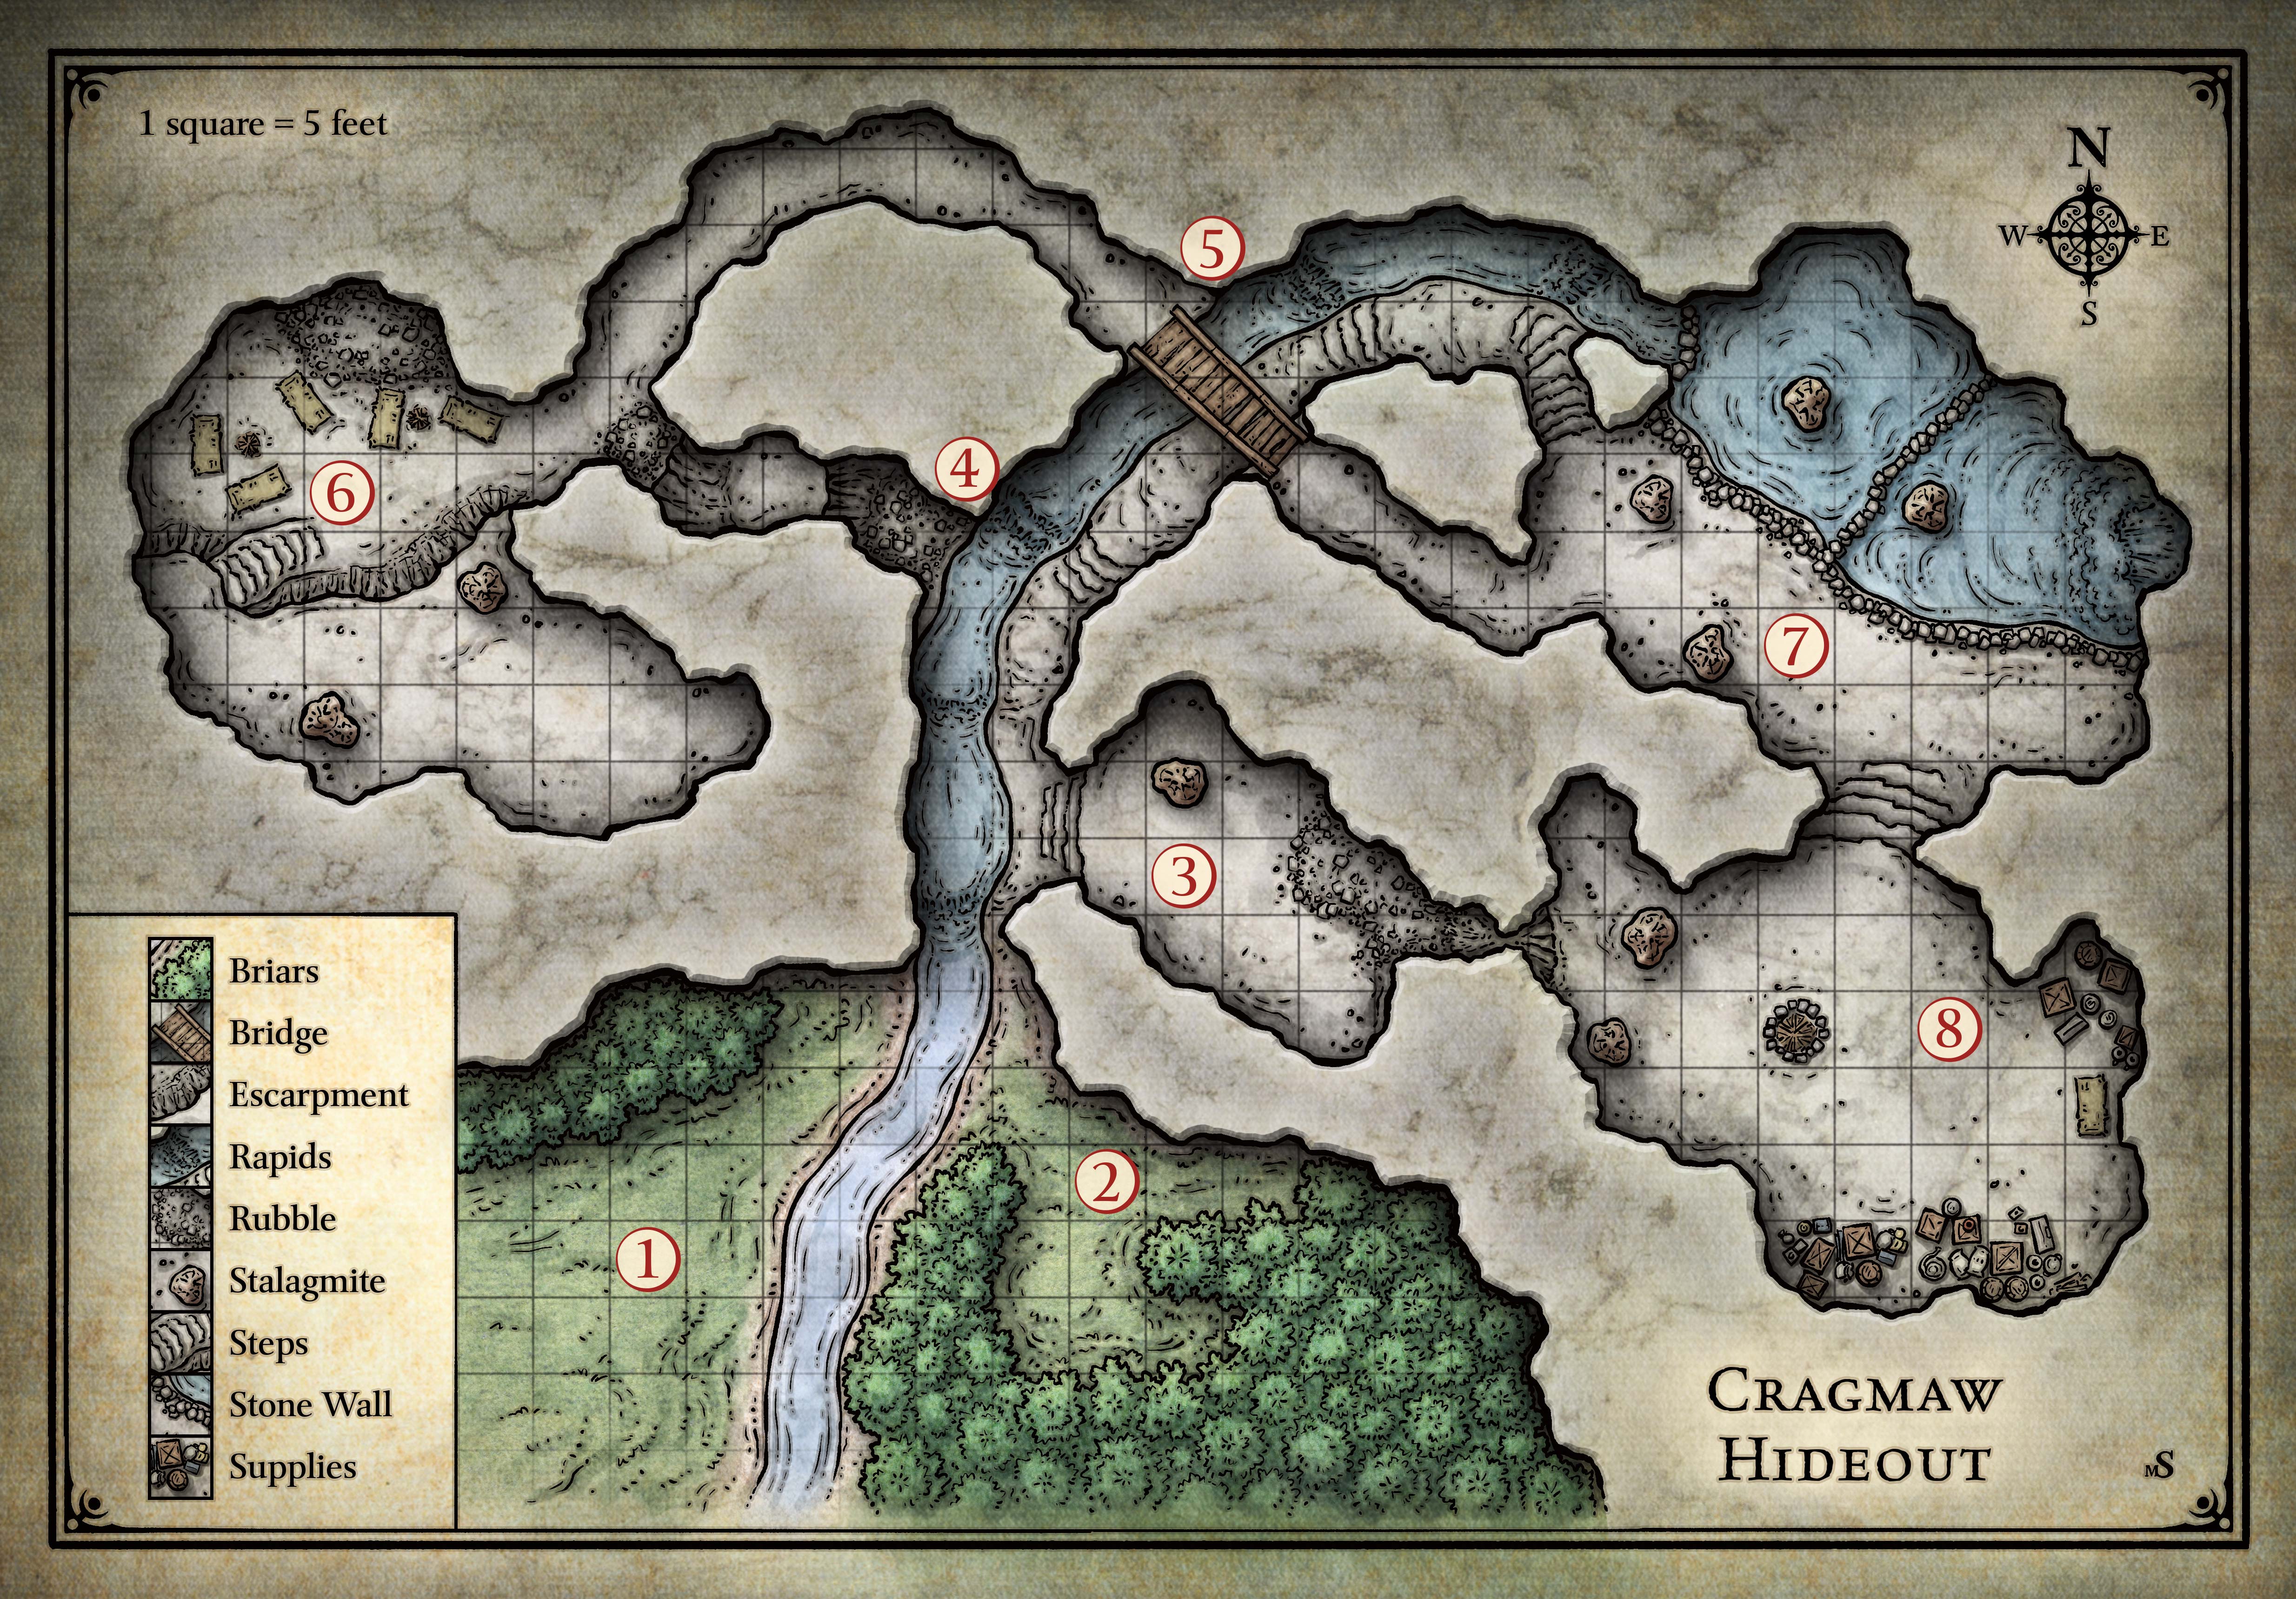 1 square = 5 feet
N
W
E
S
5
4
6
7
3
8
2
1
Briars
Bridge
Escarpment
Rapids
Rubble
Stalagmite
Steps
Stone Wall
Supplies
Cragmaw
Hideout
MS